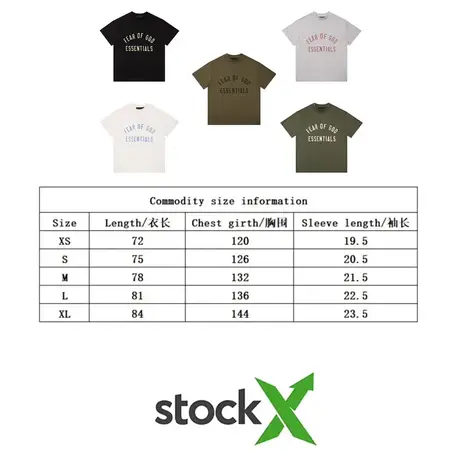 FEAR OF GOD
ESSENTIALS
FEAR OF GOD
ESSENTIALS
FEAR OF GOD
ESSENTIALS
FEAR OF GOD
ESSENTIALS
FEAR OF GOD
ESSENTIALS
Commodity size information
Size Length/衣长 Chest girth/胸围 Sleeve length/袖长
XS 72 120 19.5
S 75 126 20.5
M 78 132 21.5
L 81 136 22.5
XL 84 144 23.5
stockX